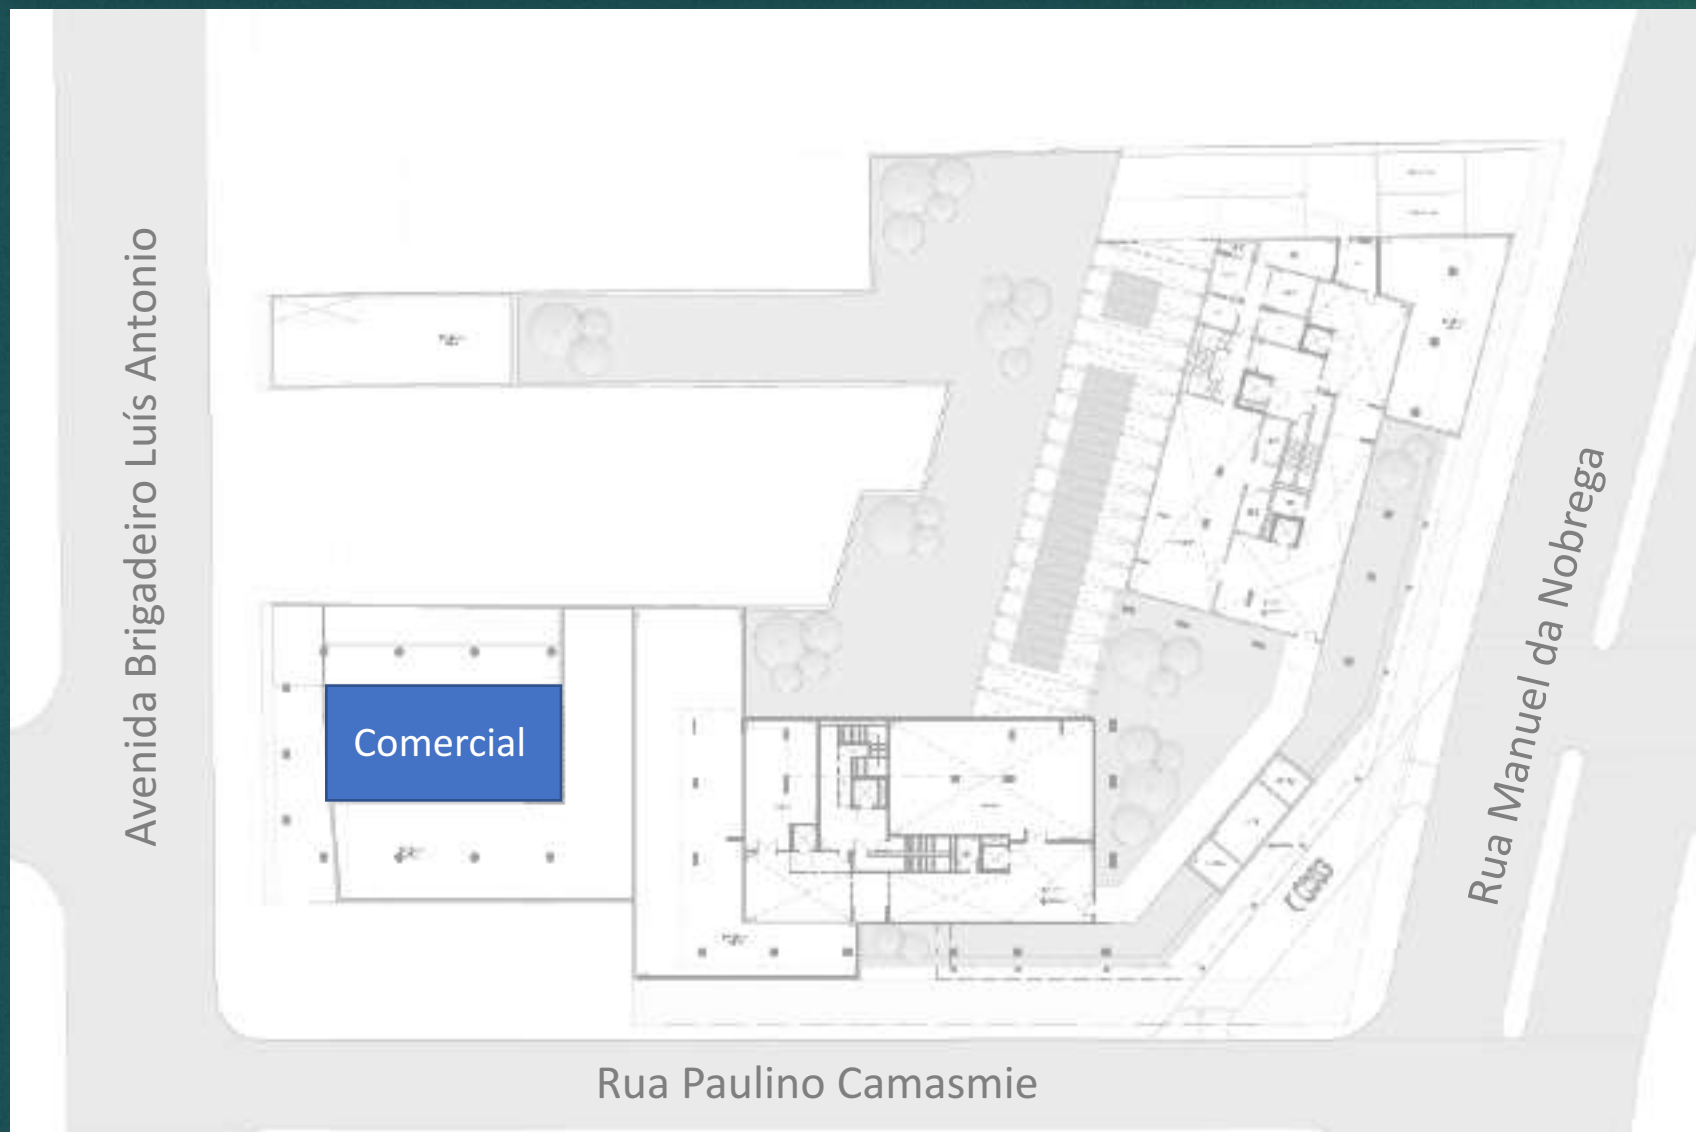 Avenida Brigadeiro Luís Antonio
Comercial
Rua Manuel da Nobrega
Rua Paulino Camasmie